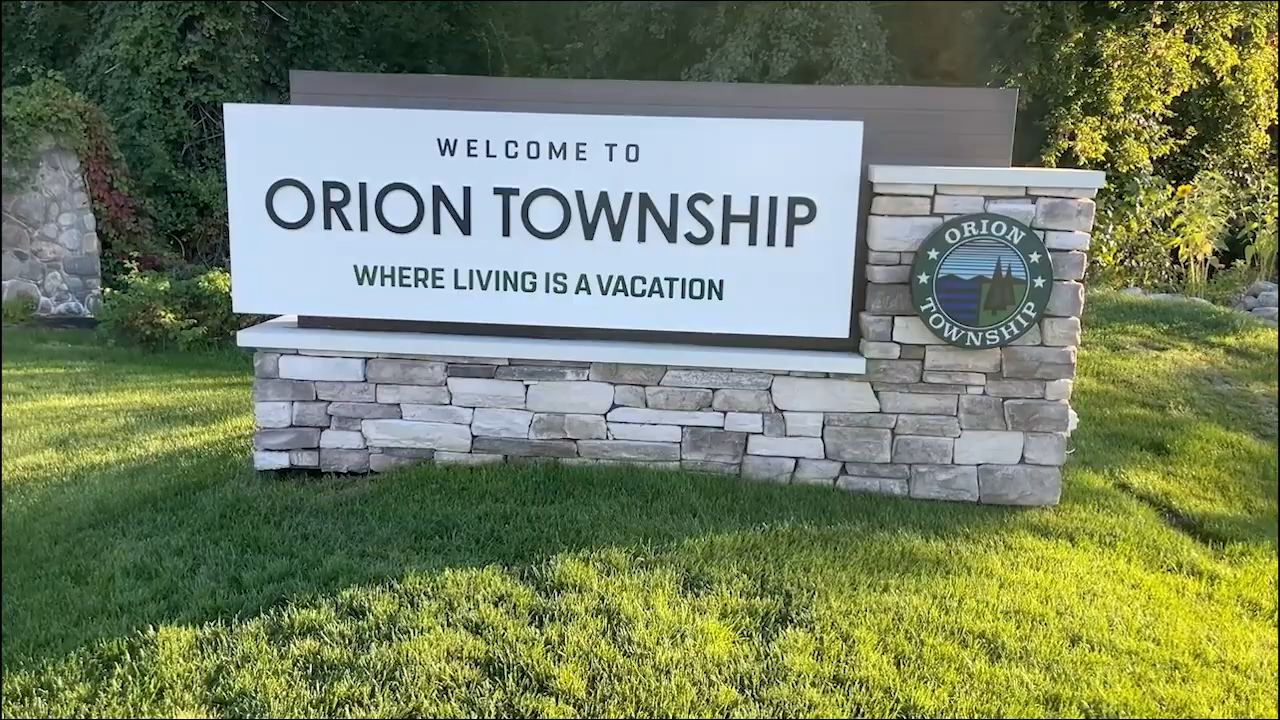 WELCOME TO
ORION TOWNSHIP
WHERE LIVING IS A VACATION
ORION
TOWNSHIP